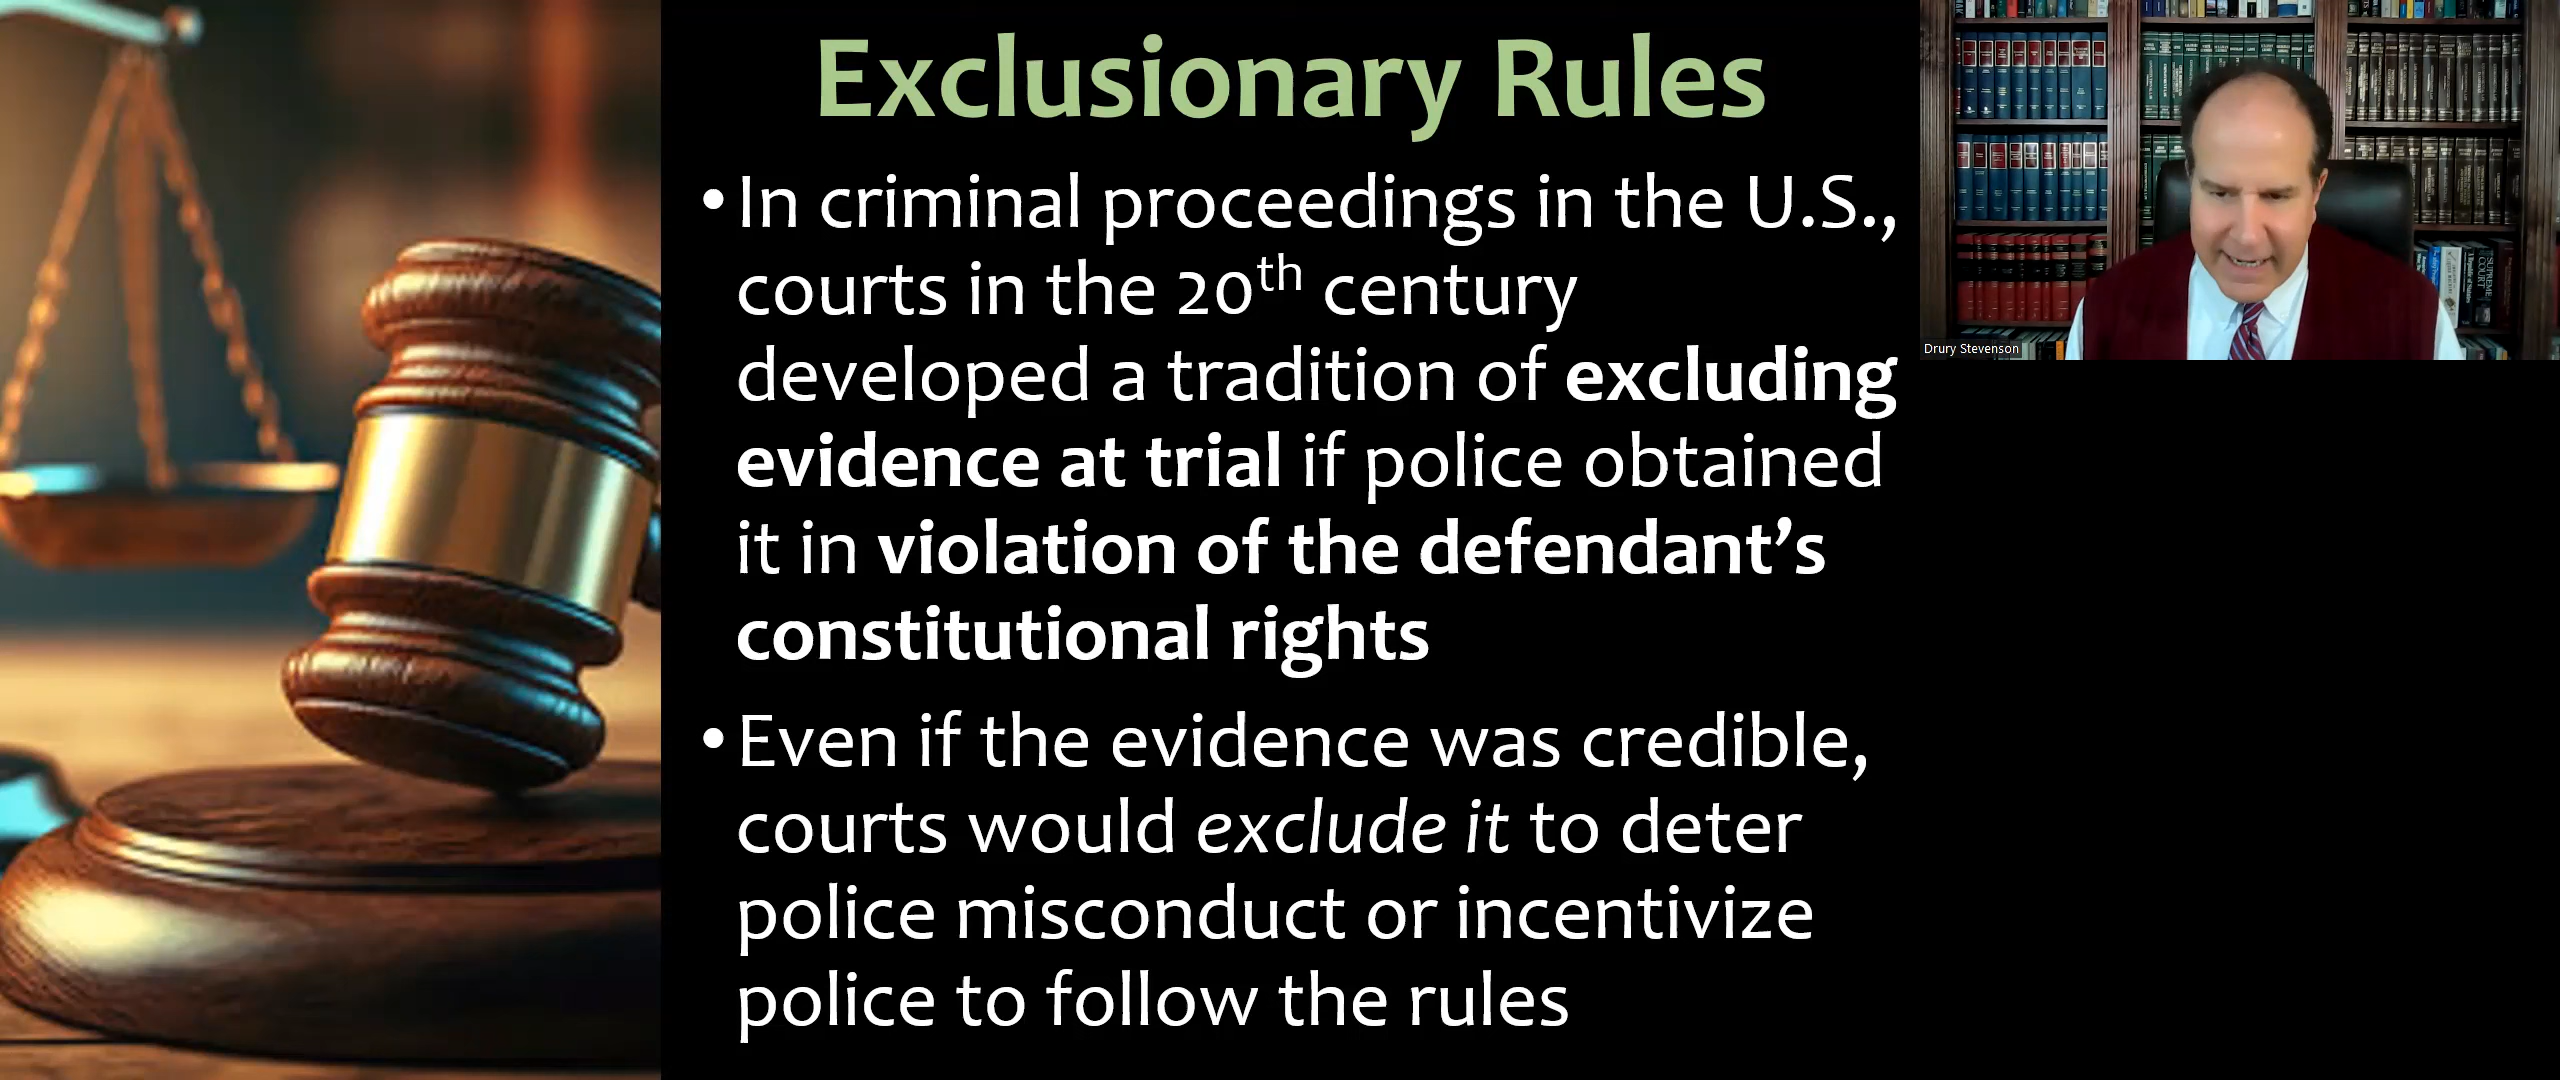 Exclusionary Rules
• In criminal proceedings in the U.S.,
courts in the 20th century
developed a tradition of excluding
evidence at trial if police obtained
it in violation of the defendant’s
constitutional rights
• Even if the evidence was credible,
courts would exclude it to deter
police misconduct or incentivize
police to follow the rules
Drury Stevenson
SUPREME
COURT